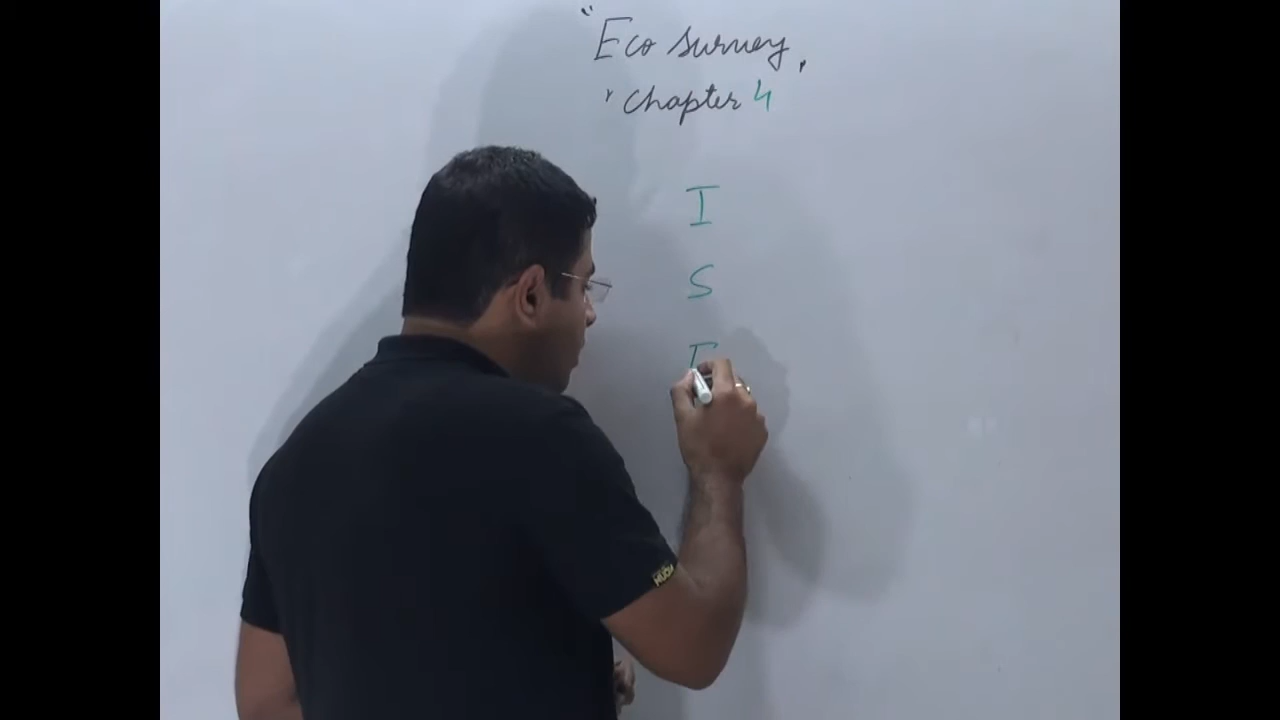 "Eco Survey,
" Chapter 4
I
S